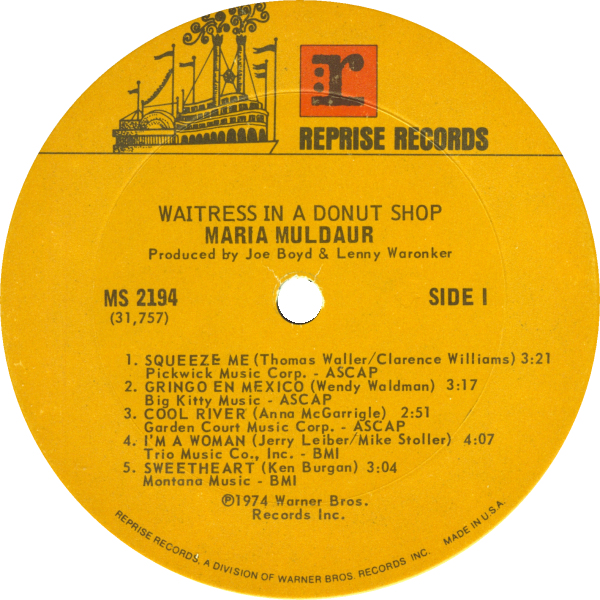 r
REPRISE RECORDS
WAITRESS IN A DONUT SHOP
MARIA MULDAUR
Produced by Joe Boyd & Lenny Waronker
MS 2194
(31,757)
SIDE I
1. SQUEEZE ME (Thomas Waller/Clarence Williams) 3:21
Pickwick Music Corp. - ASCAP
2. GRINGO EN MEXICO (Wendy Waldman) 3:17
Big Kitty Music - ASCAP
3. COOL RIVER (Anna McGarrigle) 2:51
Garden Court Music Corp. - ASCAP
4. I'M A WOMAN (Jerry Leiber/Mike Stoller) 4:07
Trio Music Co., Inc. - BMI
5. SWEETHEART (Ken Burgan) 3:04
Montana Music - BMI
℗1974 Warner Bros.
Records Inc.
REPRISE RECORDS, A DIVISION OF WARNER BROS. RECORDS INC. MADE IN U.S.A.